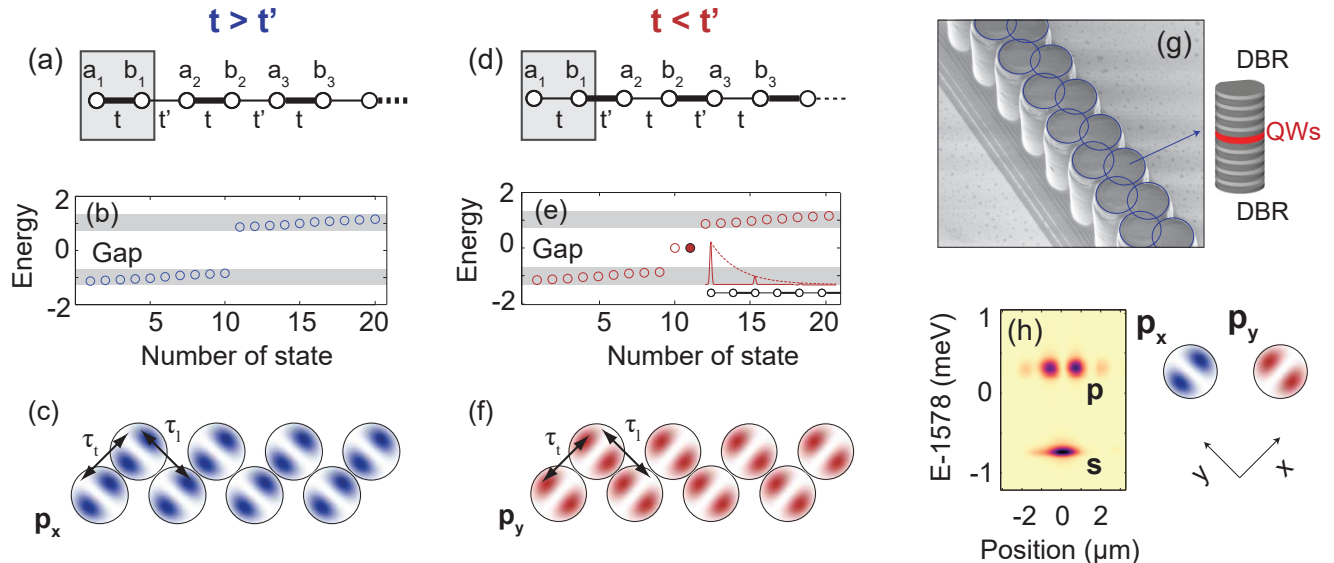 t > t'
(a)
a1 b1 a2 b2 a3 b3
t t' t t' t
(b)
Energy
2
0
-2
Gap
5 10 15 20
Number of state
(c)
τt τl
px
t < t'
(d)
a1 b1 a2 b2 a3 b3
t t' t t' t
(e)
Energy
2
0
-2
Gap
5 10 15 20
Number of state
(f)
τt τl
py
(g)
DBR
QWs
DBR
(h)
E-1578 (meV)
1
0
-1
p
s
-2 0 2
Position (μm)
px py
y x